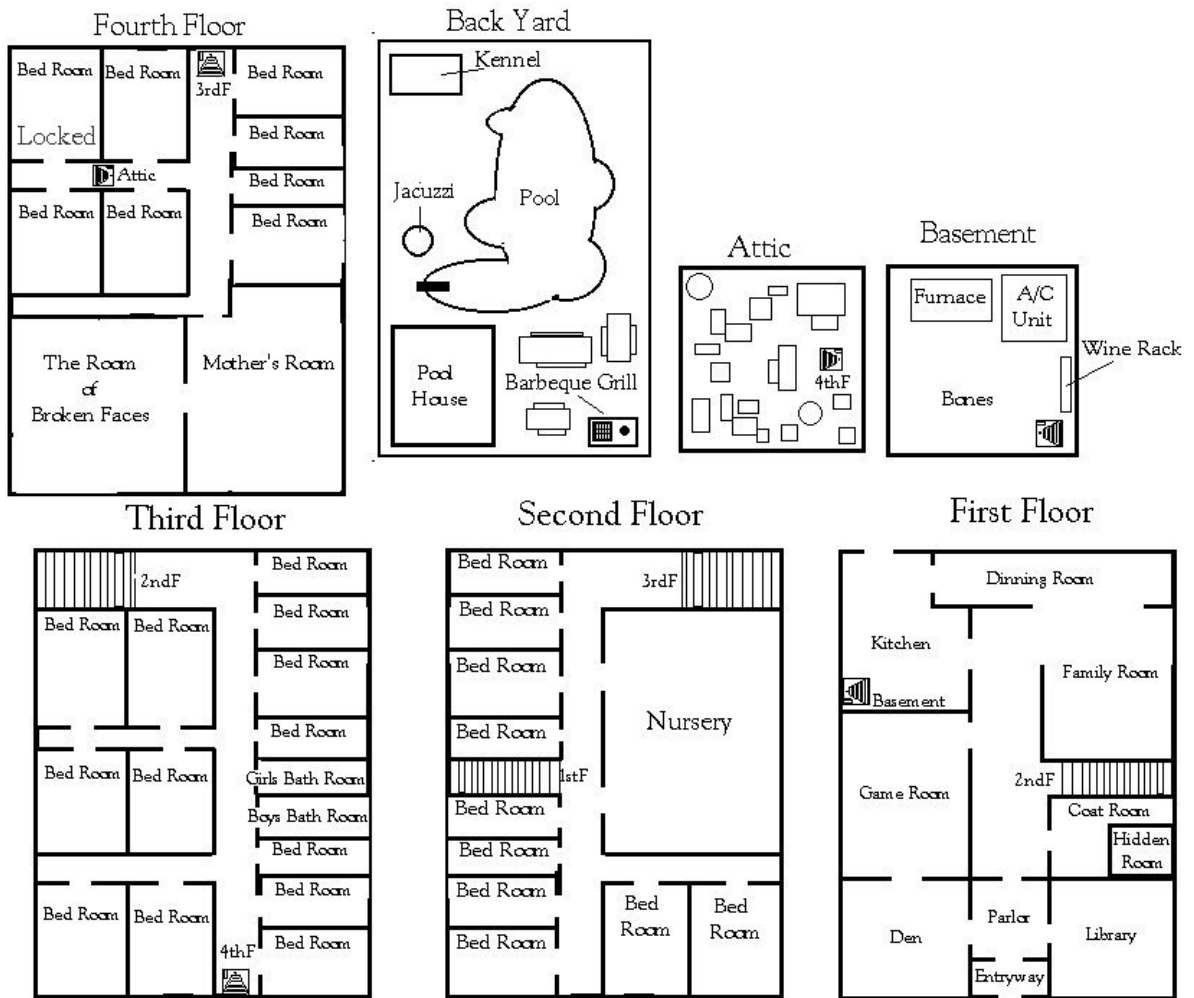 Fourth Floor
Bed Room
Bed Room
3rdF
Bed Room
Locked
Bed Room
Attic
Bed Room
Bed Room
Bed Room
Bed Room
The Room
of
Broken Faces
Mother's Room
Back Yard
Kennel
Jacuzzi
Pool
Pool
House
Barbeque Grill
Attic
4thF
Basement
Furnace
A/C
Unit
Wine Rack
Bones
Third Floor
2ndF
Bed Room
Bed Room
Bed Room
Bed Room
Bed Room
Bed Room
Bed Room
Bed Room
Girls Bath Room
Boys Bath Room
Bed Room
Bed Room
Bed Room
Bed Room
4thF
Bed Room
Second Floor
Bed Room
3rdF
Bed Room
Bed Room
Bed Room
Nursery
1stF
Bed Room
Bed Room
Bed Room
Bed Room
Bed
Room
Bed
Room
First Floor
Dinning Room
Kitchen
Family Room
Basement
Game Room
2ndF
Coat Room
Hidden
Room
Parlor
Den
Library
Entryway